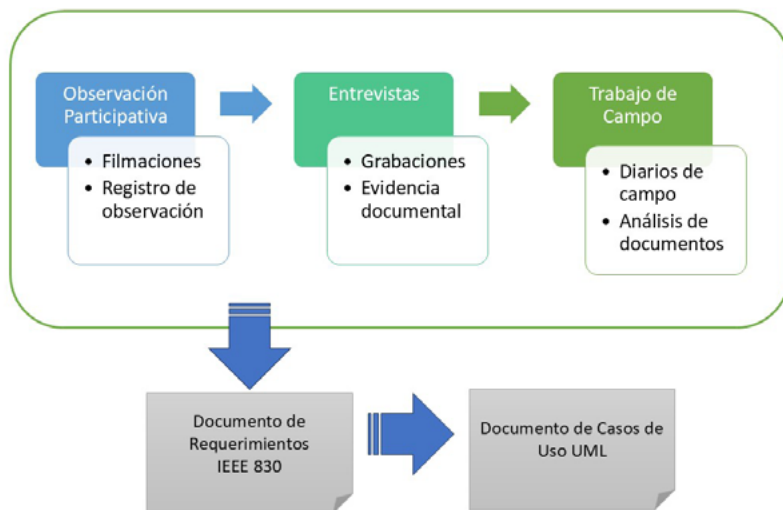 Observación
Participativa
• Filmaciones
• Registro de
observación
Entrevistas
• Grabaciones
• Evidencia
documental
Trabajo de
Campo
• Diarios de
campo
• Análisis de
documentos
Documento de
Requerimientos
IEEE 830
Documento de Casos de
Uso UML